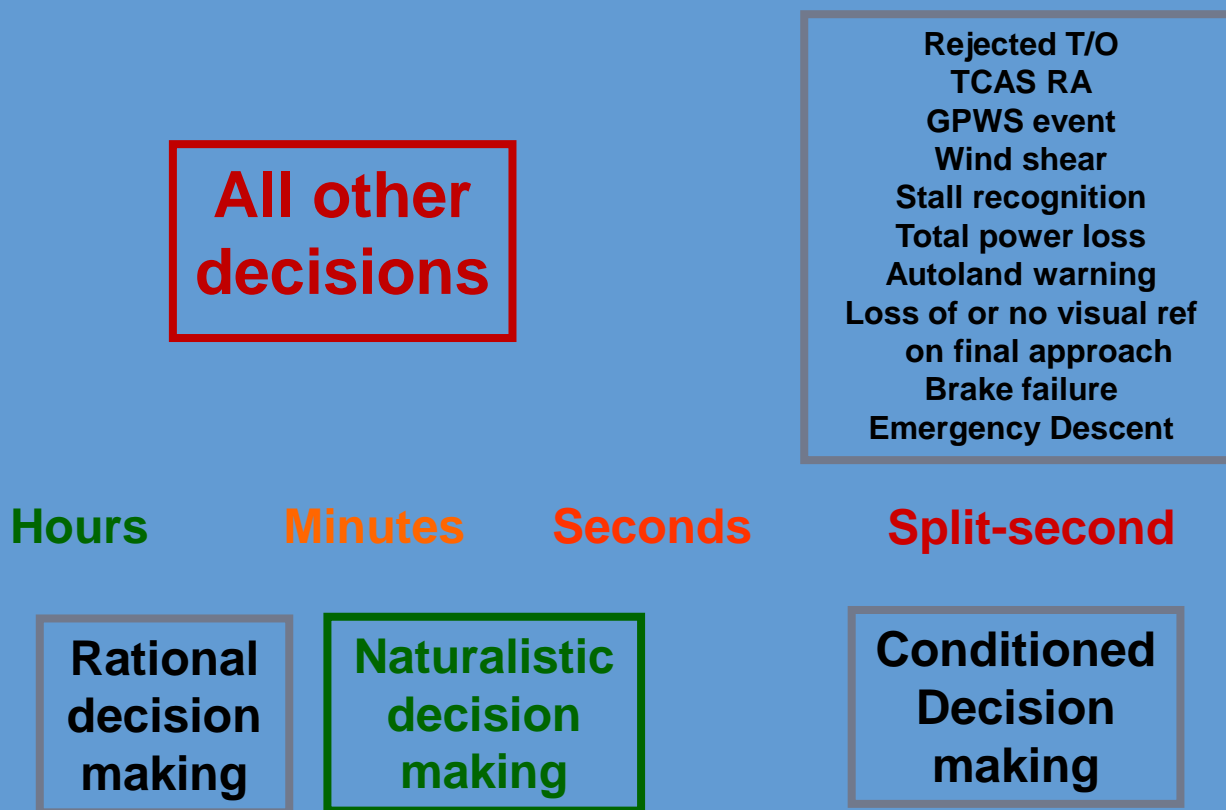 Rejected T/O
TCAS RA
GPWS event
Wind shear
Stall recognition
Total power loss
Autoland warning
Loss of or no visual ref
on final approach
Brake failure
Emergency Descent
All other
decisions
Hours
Minutes
Seconds
Split-second
Rational
decision
making
Naturalistic
decision
making
Conditioned
Decision
making